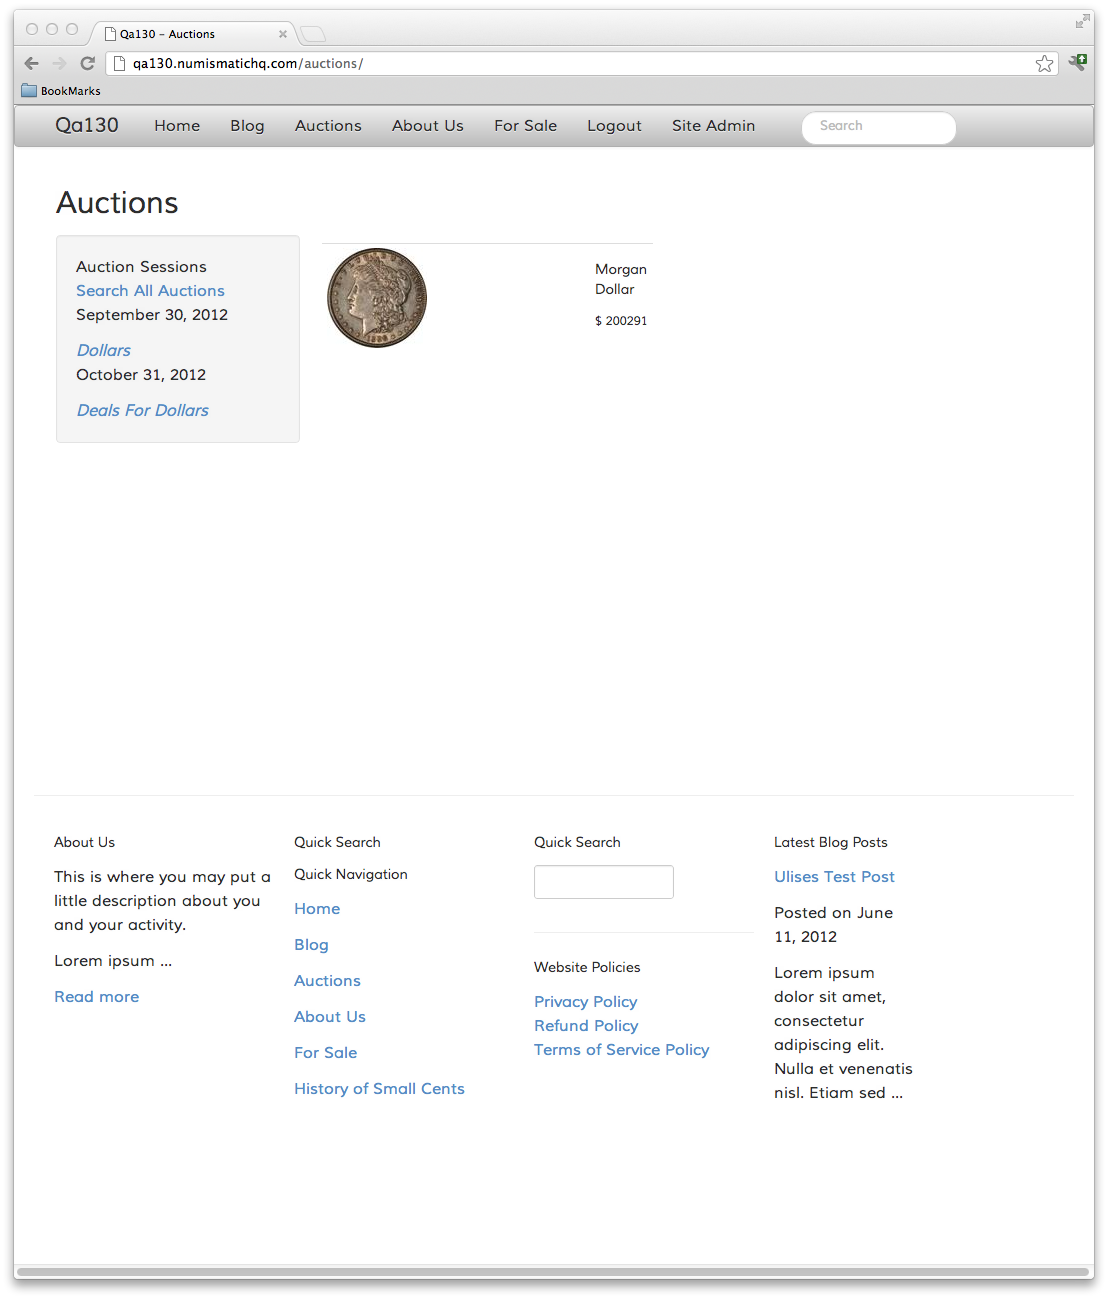 Qa130 – Auctions
qa130.numismatichq.com/auctions/
BookMarks
Qa130 Home Blog Auctions About Us For Sale Logout Site Admin Search
Auctions
Auction Sessions
Search All Auctions
September 30, 2012
Dollars
October 31, 2012
Deals For Dollars
Morgan
Dollar
$ 200291
About Us
This is where you may put a
little description about you
and your activity.
Lorem ipsum ...
Read more
Quick Search
Quick Navigation
Home
Blog
Auctions
About Us
For Sale
History of Small Cents
Quick Search
Website Policies
Privacy Policy
Refund Policy
Terms of Service Policy
Latest Blog Posts
Ulises Test Post
Posted on June
11, 2012
Lorem ipsum
dolor sit amet,
consectetur
adipiscing elit.
Nulla et venenatis
nisl. Etiam sed ...